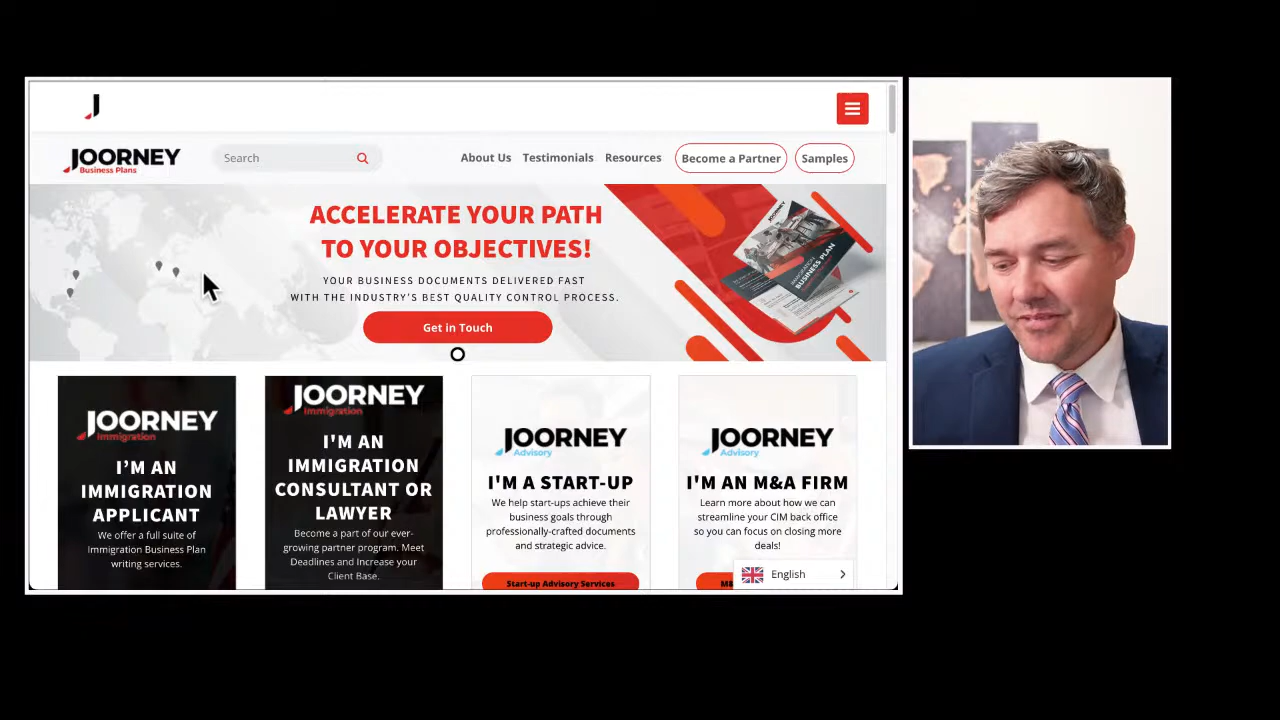 J
JOORNEY
Business Plans
Search
About Us
Testimonials
Resources
Become a Partner
Samples
ACCELERATE YOUR PATH
TO YOUR OBJECTIVES!
YOUR BUSINESS DOCUMENTS DELIVERED FAST
WITH THE INDUSTRY'S BEST QUALITY CONTROL PROCESS.
Get in Touch
JOORNEY
BUSINESS PLAN
JOORNEY
Immigration
I'M AN
IMMIGRATION
APPLICANT
We offer a full suite of
Immigration Business Plan
writing services.
JOORNEY
Immigration
I'M AN
IMMIGRATION
CONSULTANT OR
LAWYER
Become a part of our ever-
growing partner program. Meet
Deadlines and Increase your
Client Base.
JOORNEY
Advisory
I'M A START-UP
We help start-ups achieve their
business goals through
professionally-crafted documents
and strategic advice.
Start-up Advisory Services
JOORNEY
Advisory
I'M AN M&A FIRM
Learn more about how we can
streamline your CIM back office
so you can focus on closing more
deals!
English